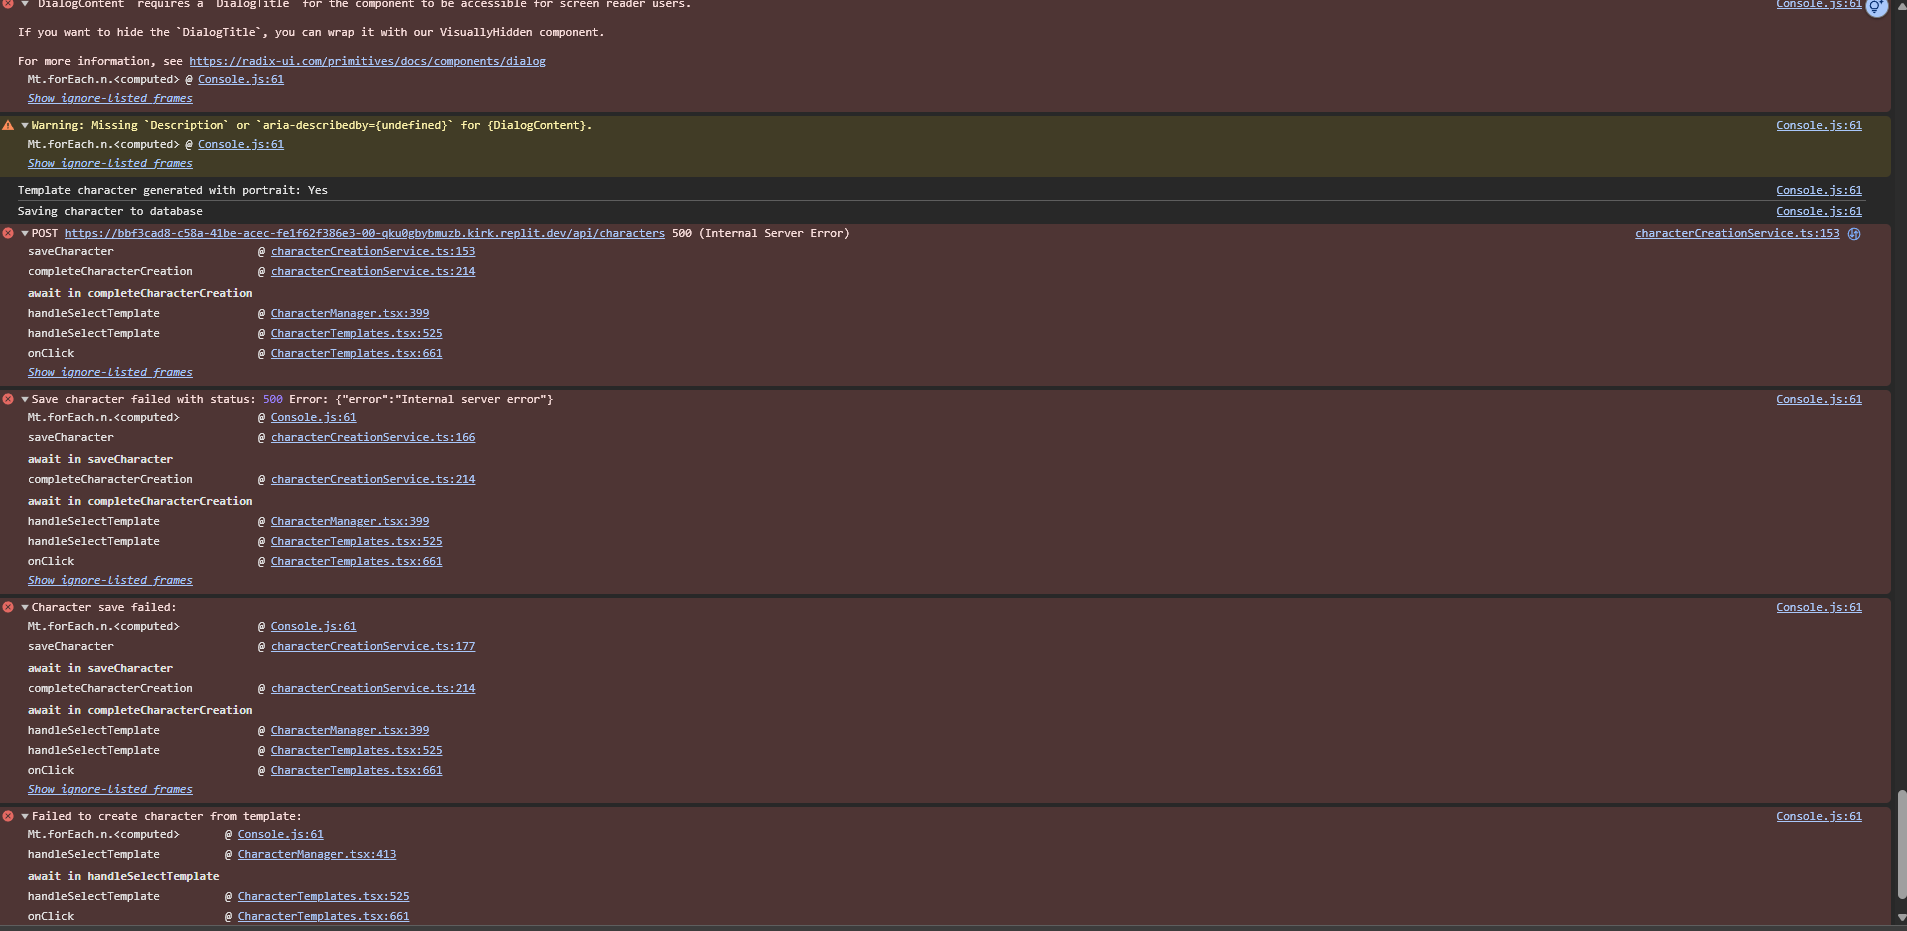 `DialogContent` requires a `DialogTitle` for the component to be accessible for screen reader users. Console.js:61
If you want to hide the `DialogTitle`, you can wrap it with our VisuallyHidden component.
For more information, see https://radix-ui.com/primitives/docs/components/dialog
Mt.forEach.n.<computed> @ Console.js:61
Show ignore-listed frames
Warning: Missing `Description` or `aria-describedby={undefined}` for {DialogContent}. Console.js:61
Mt.forEach.n.<computed> @ Console.js:61
Show ignore-listed frames
Template character generated with portrait: Yes Console.js:61
Saving character to database Console.js:61
POST https://bbf3cad8-c58a-41be-acec-fe1f62f386e3-00-qku0gbybmuzb.kirk.replit.dev/api/characters 500 (Internal Server Error) characterCreationService.ts:153
saveCharacter @ characterCreationService.ts:153
completeCharacterCreation @ characterCreationService.ts:214
await in completeCharacterCreation
handleSelectTemplate @ CharacterManager.tsx:399
handleSelectTemplate @ CharacterTemplates.tsx:525
onClick @ CharacterTemplates.tsx:661
Show ignore-listed frames
Save character failed with status: 500 Error: {"error":"Internal server error"} Console.js:61
Mt.forEach.n.<computed> @ Console.js:61
saveCharacter @ characterCreationService.ts:166
await in saveCharacter
completeCharacterCreation @ characterCreationService.ts:214
await in completeCharacterCreation
handleSelectTemplate @ CharacterManager.tsx:399
handleSelectTemplate @ CharacterTemplates.tsx:525
onClick @ CharacterTemplates.tsx:661
Show ignore-listed frames
Character save failed: Console.js:61
Mt.forEach.n.<computed> @ Console.js:61
saveCharacter @ characterCreationService.ts:177
await in saveCharacter
completeCharacterCreation @ characterCreationService.ts:214
await in completeCharacterCreation
handleSelectTemplate @ CharacterManager.tsx:399
handleSelectTemplate @ CharacterTemplates.tsx:525
onClick @ CharacterTemplates.tsx:661
Show ignore-listed frames
Failed to create character from template: Console.js:61
Mt.forEach.n.<computed> @ Console.js:61
handleSelectTemplate @ CharacterManager.tsx:413
await in handleSelectTemplate
handleSelectTemplate @ CharacterTemplates.tsx:525
onClick @ CharacterTemplates.tsx:661